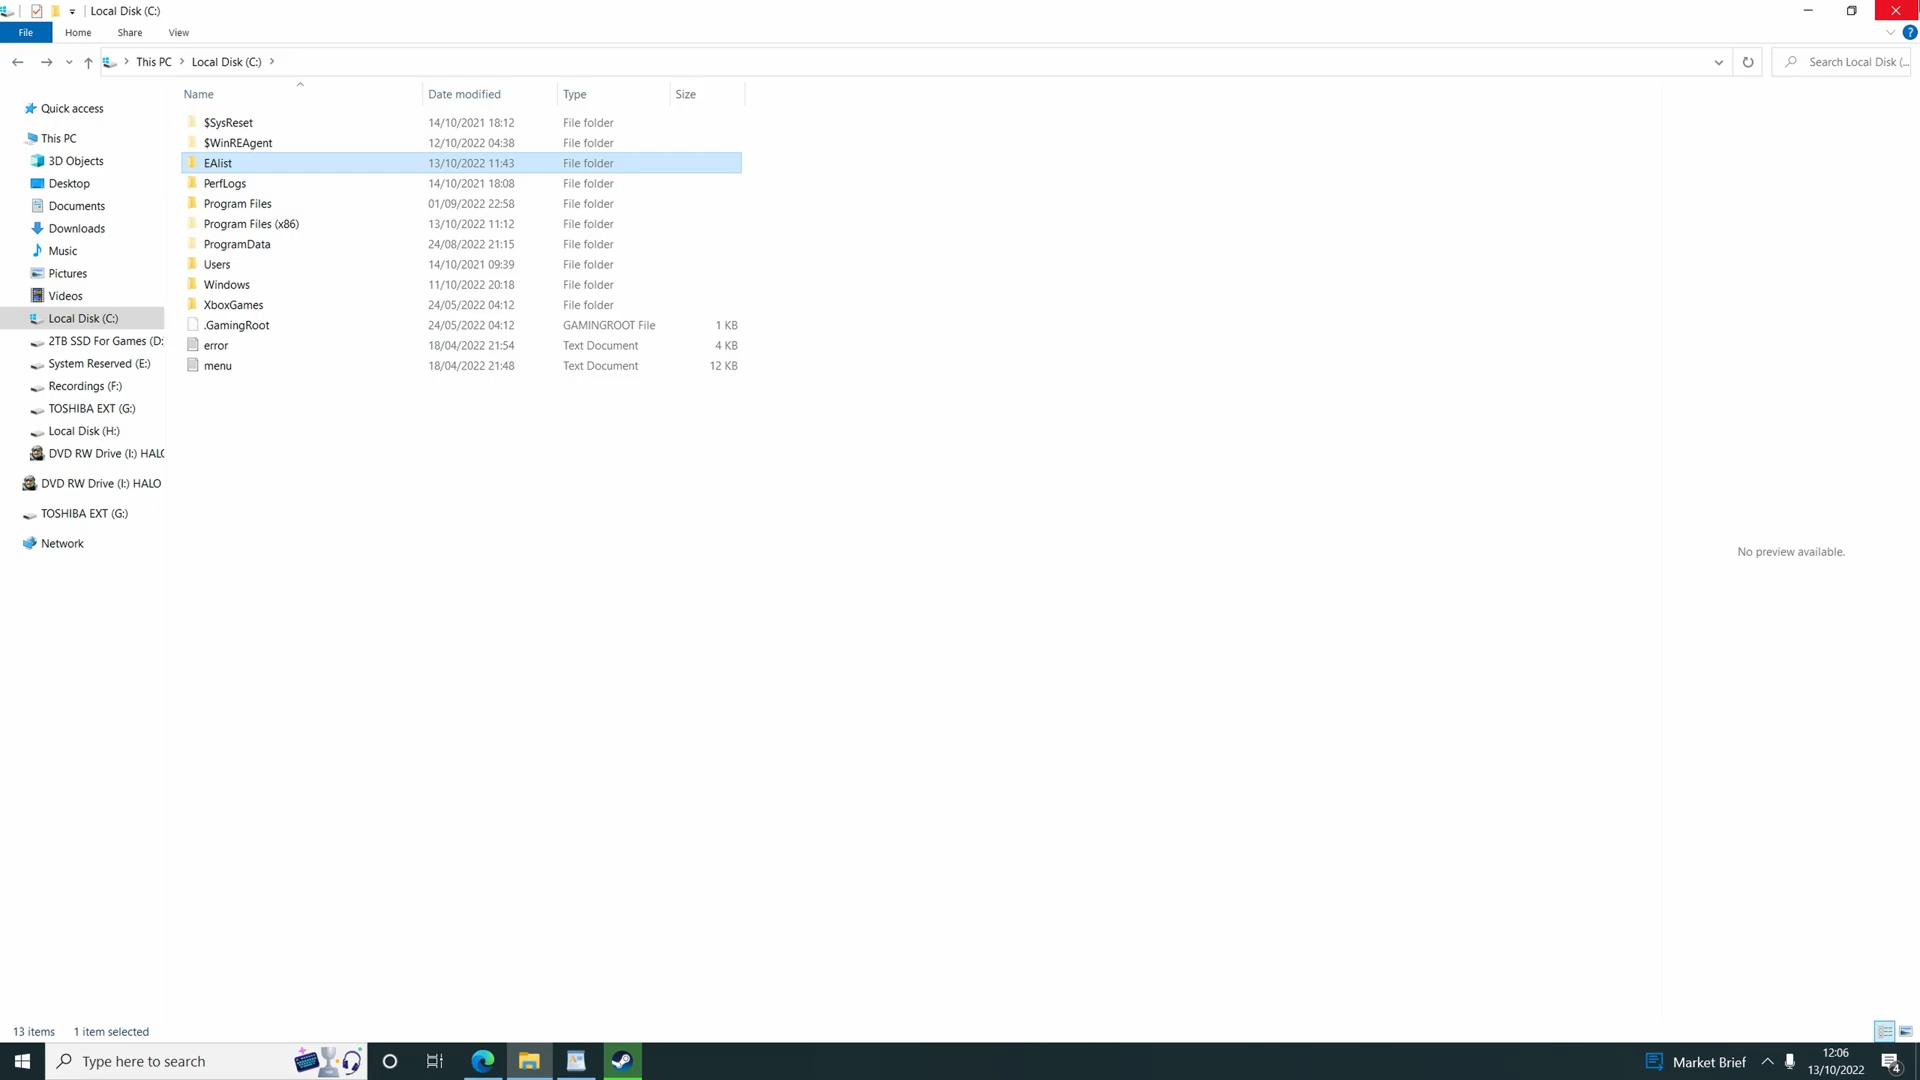 Local Disk (C:)
File Home Share View
This PC Local Disk (C:) Search Local Disk (...
Name Date modified Type Size
Quick access
This PC
3D Objects
Desktop
Documents
Downloads
Music
Pictures
Videos
Local Disk (C:)
2TB SSD For Games (D:
System Reserved (E:)
Recordings (F:)
TOSHIBA EXT (G:)
Local Disk (H:)
DVD RW Drive (I:) HALO
DVD RW Drive (I:) HALO
TOSHIBA EXT (G:)
Network
$SysReset 14/10/2021 18:12 File folder
$WinREAgent 12/10/2022 04:38 File folder
EAlist 13/10/2022 11:43 File folder
PerfLogs 14/10/2021 18:08 File folder
Program Files 01/09/2022 22:58 File folder
Program Files (x86) 13/10/2022 11:12 File folder
ProgramData 24/08/2022 21:15 File folder
Users 14/10/2021 09:39 File folder
Windows 11/10/2022 20:18 File folder
XboxGames 24/05/2022 04:12 File folder
.GamingRoot 24/05/2022 04:12 GAMINGROOT File 1 KB
error 18/04/2022 21:54 Text Document 4 KB
menu 18/04/2022 21:48 Text Document 12 KB
No preview available.
13 items 1 item selected
Type here to search
Market Brief
12:06
13/10/2022
4